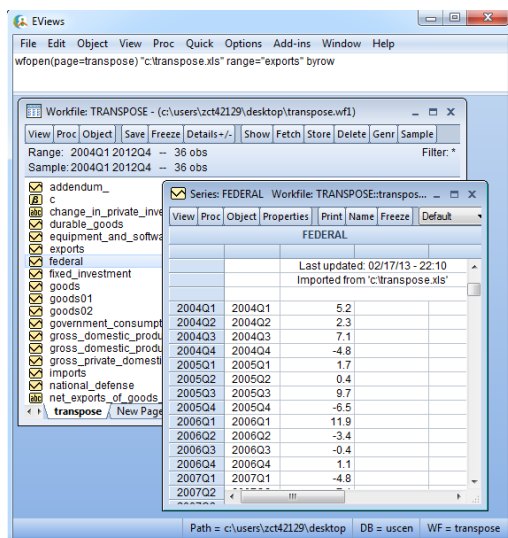 EViews
File Edit Object View Proc Quick Options Add-ins Window Help
wfopen(page=transpose) "c:\transpose.xls" range="exports" byrow
Workfile: TRANSPOSE - (c:\users\zct42129\desktop\transpose.wf1)
View Proc Object Save Freeze Details+/- Show Fetch Store Delete Genr Sample
Range: 2004Q1 2012Q4 -- 36 obs
Filter: *
Sample: 2004Q1 2012Q4 -- 36 obs
addendum_
c
change_in_private_inve
durable_goods
equipment_and_softwa
exports
federal
fixed_investment
goods
goods01
goods02
government_consumpt
gross_domestic_produ
gross_domestic_produ
gross_private_domesti
imports
national_defense
net_exports_of_goods_
transpose New Page
Series: FEDERAL Workfile: TRANSPOSE::transpos...
View Proc Object Properties Print Name Freeze Default
FEDERAL
Last updated: 02/17/13 - 22:10
Imported from 'c:\transpose.xls'
2004Q1 2004Q1 5.2
2004Q2 2004Q2 2.3
2004Q3 2004Q3 7.1
2004Q4 2004Q4 -4.8
2005Q1 2005Q1 1.7
2005Q2 2005Q2 0.4
2005Q3 2005Q3 9.7
2005Q4 2005Q4 -6.5
2006Q1 2006Q1 11.9
2006Q2 2006Q2 -3.4
2006Q3 2006Q3 -0.4
2006Q4 2006Q4 1.1
2007Q1 2007Q1 -4.8
2007Q2
Path = c:\users\zct42129\desktop DB = uscen WF = transpose